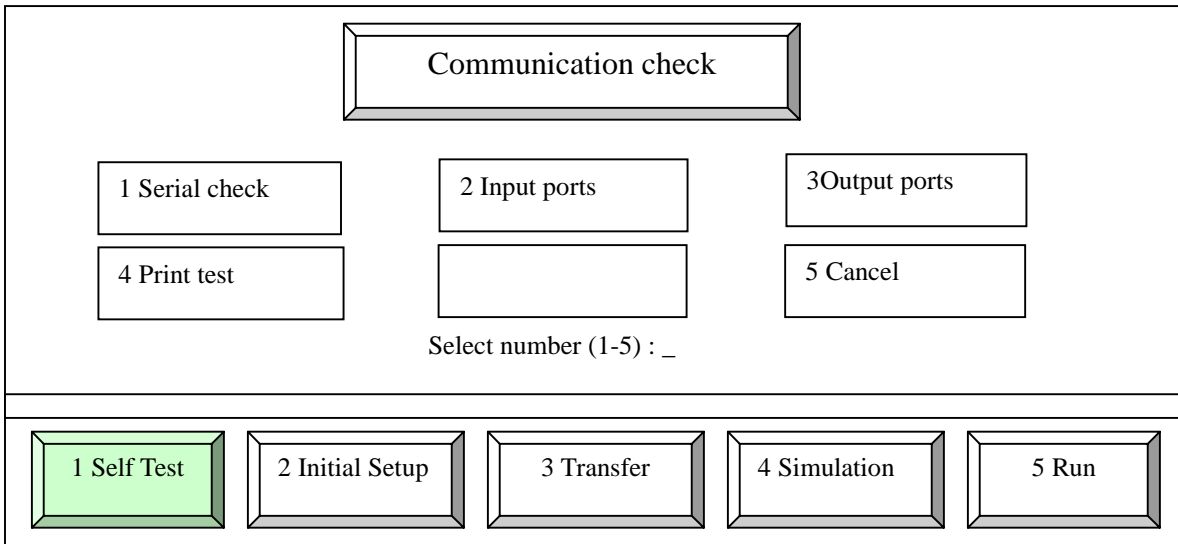 Communication check
1 Serial check
2 Input ports
3Output ports
4 Print test
5 Cancel
Select number (1-5) : _
1 Self Test
2 Initial Setup
3 Transfer
4 Simulation
5 Run